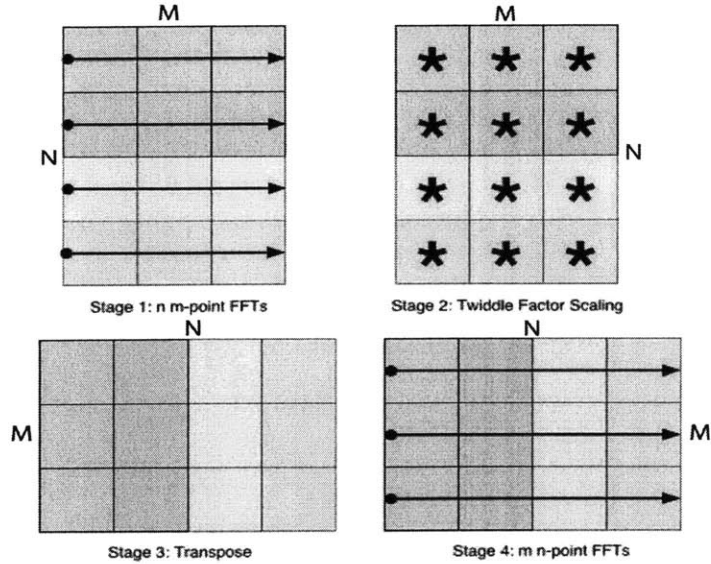 M
M
N
N
* * *
* * *
* * *
* * *
Stage 1: n m-point FFTs
Stage 2: Twiddle Factor Scaling
N
N
M
M
Stage 3: Transpose
Stage 4: m n-point FFTs